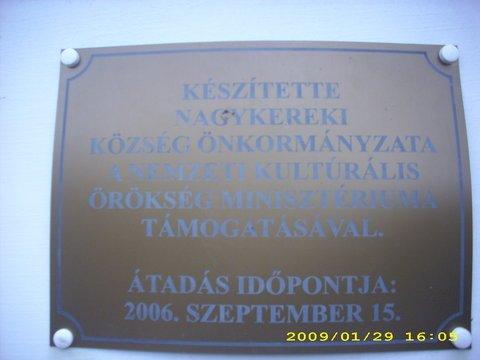 KÉSZÍTETTE
NAGYKEREKI
KÖZSÉG ÖNKORMÁNYZATA
A NEMZETI KULTÚRÁLIS
ÖRÖKSÉG MINISZTÉRIUMA
TÁMOGATÁSÁVAL.
ÁTADÁS IDŐPONTJA:
2006. SZEPTEMBER 15.
2009/01/29 16:05